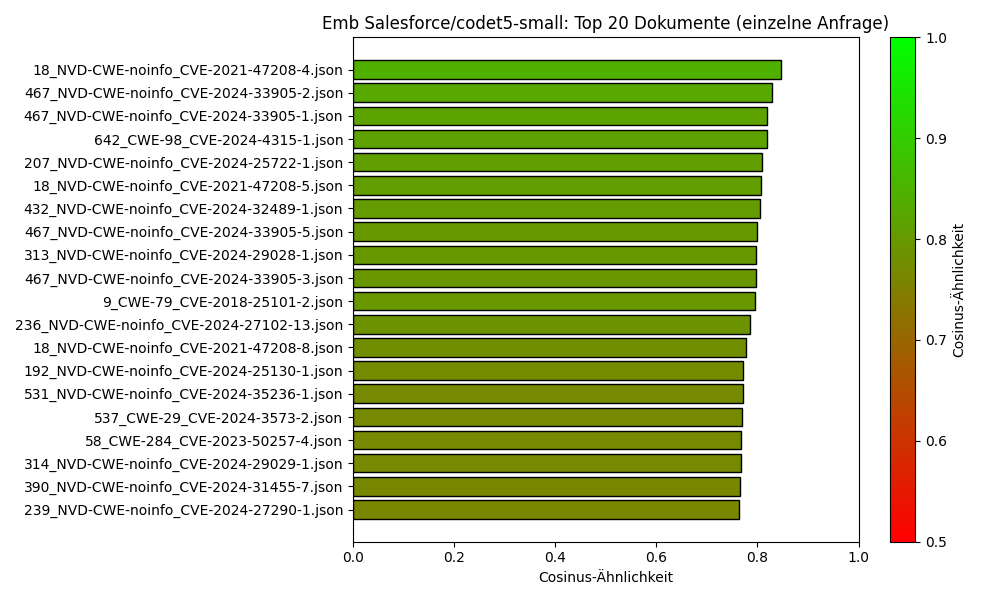 Emb Salesforce/codet5-small: Top 20 Dokumente (einzelne Anfrage)
18_NVD-CWE-noinfo_CVE-2021-47208-4.json
467_NVD-CWE-noinfo_CVE-2024-33905-2.json
467_NVD-CWE-noinfo_CVE-2024-33905-1.json
642_CWE-98_CVE-2024-4315-1.json
207_NVD-CWE-noinfo_CVE-2024-25722-1.json
18_NVD-CWE-noinfo_CVE-2021-47208-5.json
432_NVD-CWE-noinfo_CVE-2024-32489-1.json
467_NVD-CWE-noinfo_CVE-2024-33905-5.json
313_NVD-CWE-noinfo_CVE-2024-29028-1.json
467_NVD-CWE-noinfo_CVE-2024-33905-3.json
9_CWE-79_CVE-2018-25101-2.json
236_NVD-CWE-noinfo_CVE-2024-27102-13.json
18_NVD-CWE-noinfo_CVE-2021-47208-8.json
192_NVD-CWE-noinfo_CVE-2024-25130-1.json
531_NVD-CWE-noinfo_CVE-2024-35236-1.json
537_CWE-29_CVE-2024-3573-2.json
58_CWE-284_CVE-2023-50257-4.json
314_NVD-CWE-noinfo_CVE-2024-29029-1.json
390_NVD-CWE-noinfo_CVE-2024-31455-7.json
239_NVD-CWE-noinfo_CVE-2024-27290-1.json
0.0 0.2 0.4 0.6 0.8 1.0
Cosinus-Ähnlichkeit
1.0
0.9
0.8
0.7
0.6
0.5
Cosinus-Ähnlichkeit